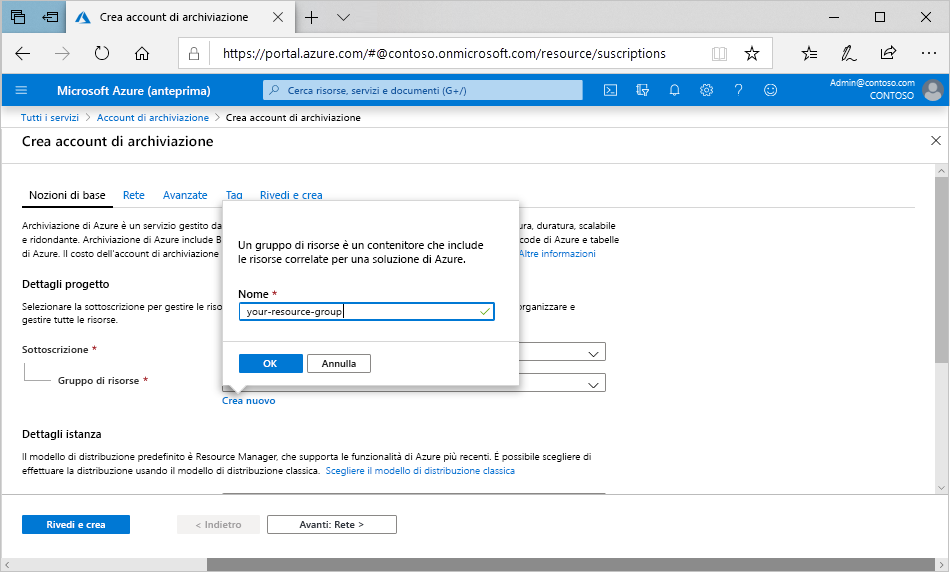 Crea account di archiviazione
https://portal.azure.com/#@contoso.onmicrosoft.com/resource/suscriptions
Microsoft Azure (anteprima)
Cerca risorse, servizi e documenti (G+/)
Admin@contoso.com
CONTOSO
Tutti i servizi > Account di archiviazione > Crea account di archiviazione
Crea account di archiviazione
Nozioni di base Rete Avanzate Tag Rivedi e crea
Archiviazione di Azure è un servizio gestito da
ura, duratura, scalabile
e ridondante. Archiviazione di Azure include B
code di Azure e tabelle
di Azure. Il costo dell'account di archiviazione
Altre informazioni
Un gruppo di risorse è un contenitore che include
le risorse correlate per una soluzione di Azure.
Nome *
your-resource-group
OK Annulla
Dettagli progetto
Selezionare la sottoscrizione per gestire le riso
organizzare e
gestire tutte le risorse.
Sottoscrizione *
Gruppo di risorse *
Crea nuovo
Dettagli istanza
Il modello di distribuzione predefinito è Resource Manager, che supporta le funzionalità di Azure più recenti. È possibile scegliere di
effettuare la distribuzione usando il modello di distribuzione classica. Scegliere il modello di distribuzione classica
Rivedi e crea < Indietro Avanti: Rete >